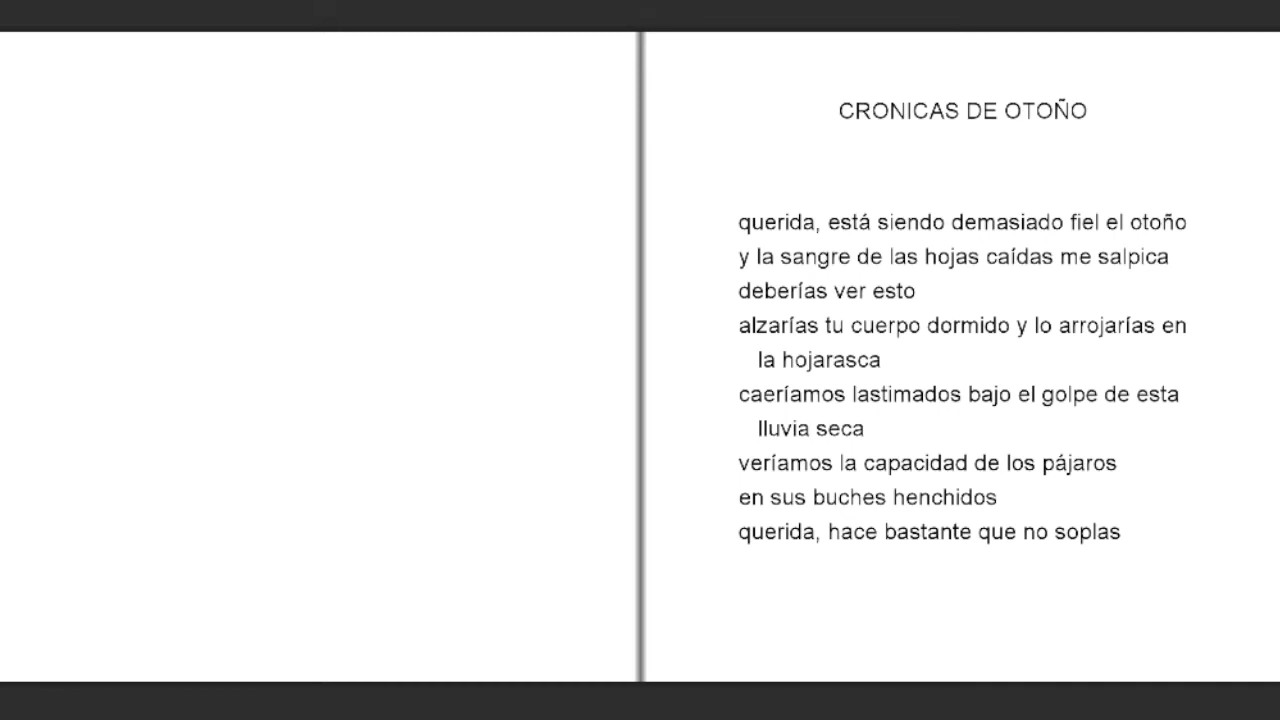 CRONICAS DE OTOÑO
querida, está siendo demasiado fiel el otoño
y la sangre de las hojas caídas me salpica
deberías ver esto
alzarías tu cuerpo dormido y lo arrojarías en
la hojarasca
caeríamos lastimados bajo el golpe de esta
lluvia seca
veríamos la capacidad de los pájaros
en sus buches henchidos
querida, hace bastante que no soplas